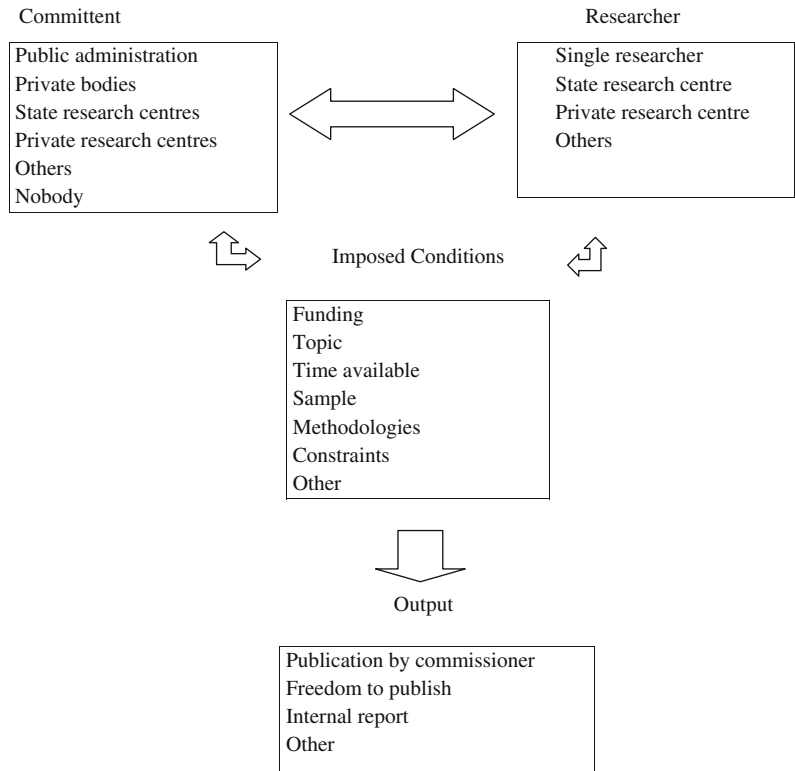 Committent
Public administration
Private bodies
State research centres
Private research centres
Others
Nobody
Researcher
Single researcher
State research centre
Private research centre
Others
Imposed Conditions
Funding
Topic
Time available
Sample
Methodologies
Constraints
Other
Output
Publication by commissioner
Freedom to publish
Internal report
Other